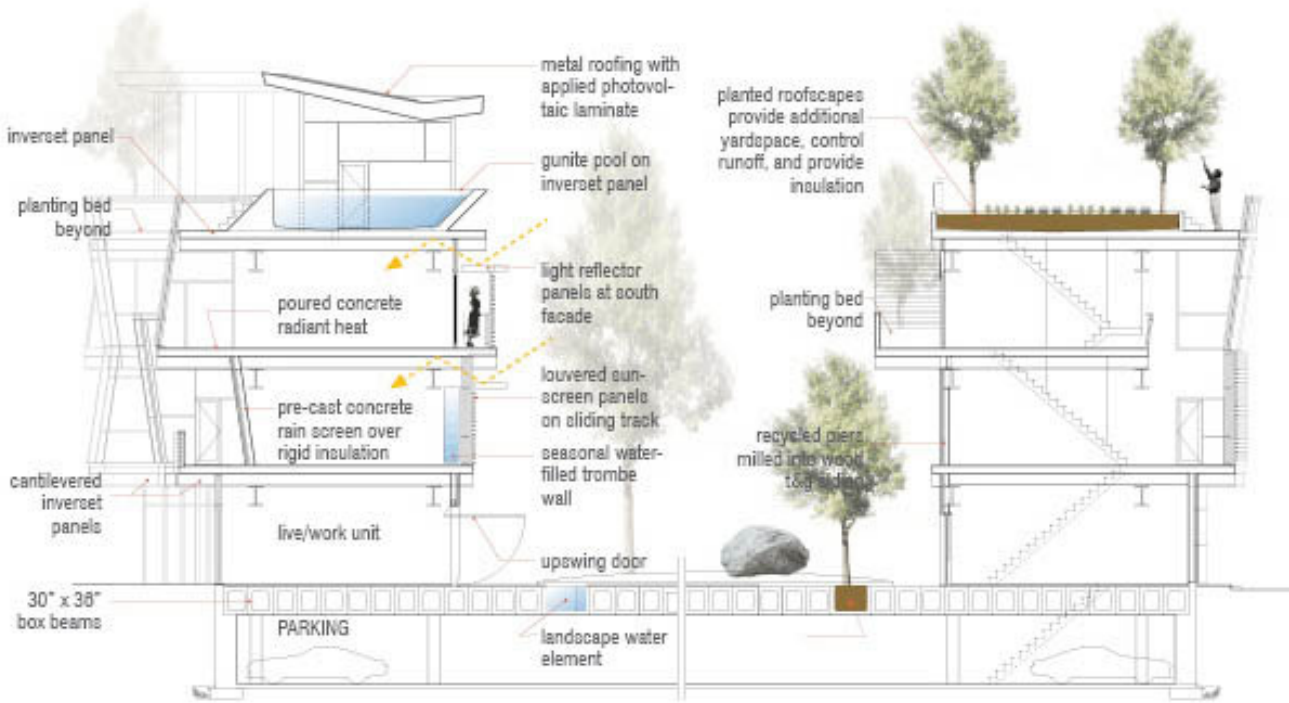 metal roofing with
applied photovol-
taic laminate
inverset panel
gunite pool on
inverset panel
planting bed
beyond
light reflector
panels at south
facade
poured concrete
radiant heat
louvered sun-
screen panels
on sliding track
pre-cast concrete
rain screen over
rigid insulation
seasonal water-
filled trombe
wall
cantilevered
inverset
panels
live/work unit
upswing door
30" x 36"
box beams
PARKING
landscape water
element
planted roofscapes
provide additional
yardspace, control
runoff, and provide
insulation
planting bed
beyond
recycled piers
milled into wood
t&g siding